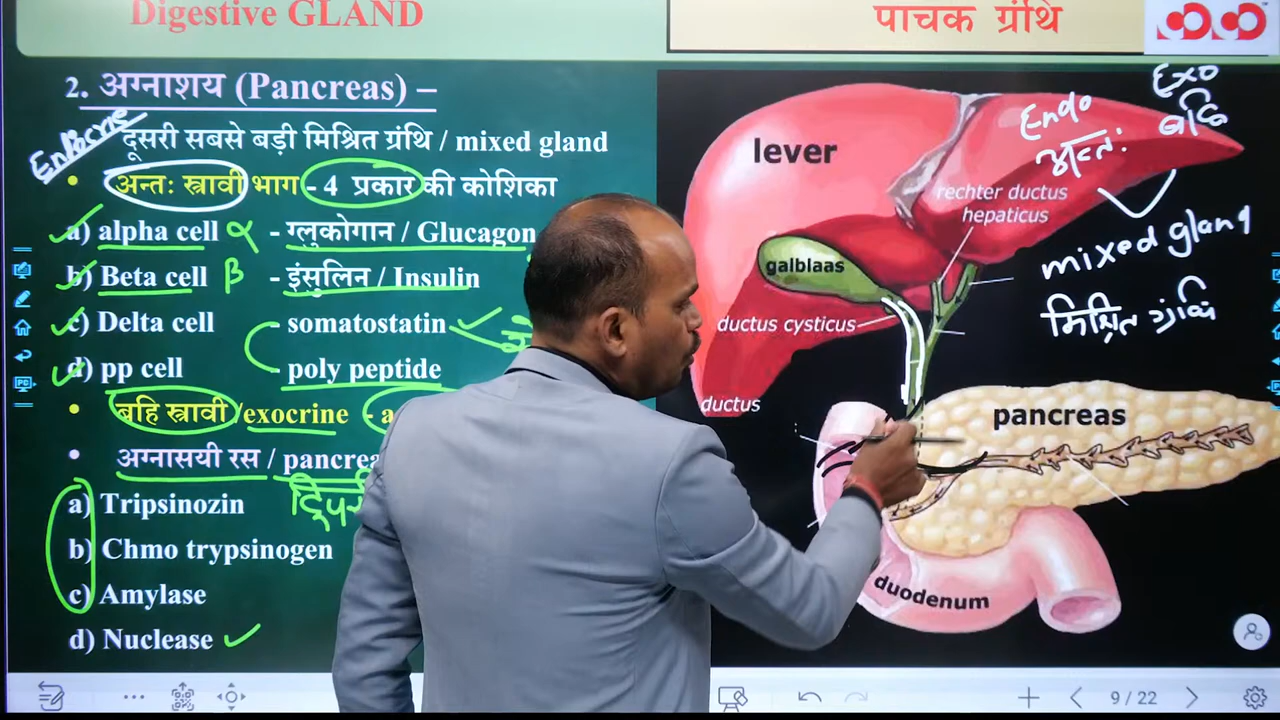 Digestive GLAND
पाचक ग्रंथि
2. अग्नाशय (Pancreas) –
दूसरी सबसे बड़ी मिश्रित ग्रंथि / mixed gland
• अन्तः स्त्रावी भाग - 4 प्रकार की कोशिका
a) alpha cell α - ग्लुकोगान / Glucagon
b) Beta cell β - इंसुलिन / Insulin
c) Delta cell - somatostatin
d) pp cell - poly peptide
• बहि स्त्रावी /exocrine - a
• अग्नासयी रस / pancrea
a) Tripsinozin
b) Chmo trypsinogen
c) Amylase
d) Nuclease
Endo
अन्तः
Exo
बहि
mixed gland
मिश्रित ग्रंथि
lever
rechter ductus
hepaticus
galblaas
ductus cysticus
ductus
pancreas
duodenum
9 / 22